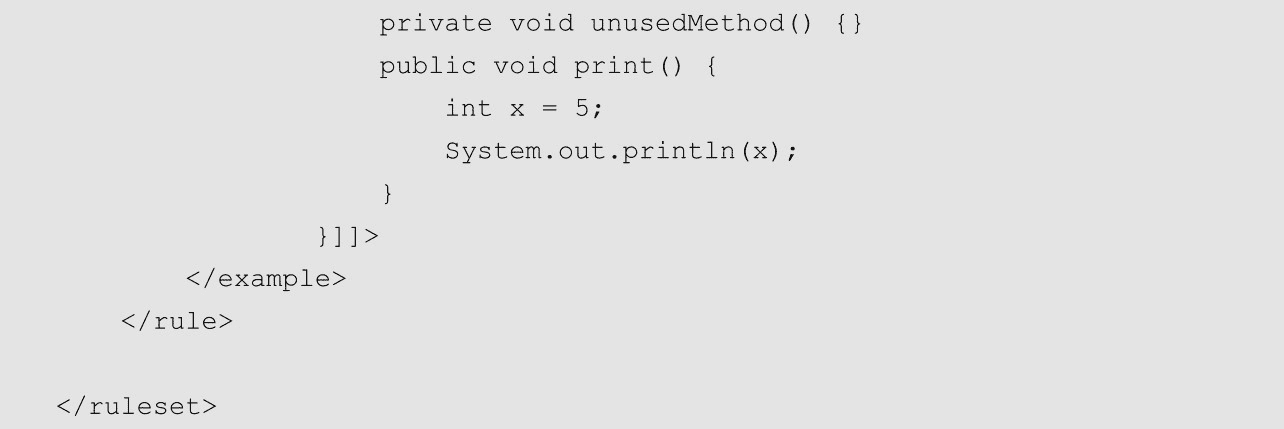 private void unusedMethod() {}
public void print() {
int x = 5;
System.out.println(x);
}
}]]>
</example>
</rule>
</ruleset>